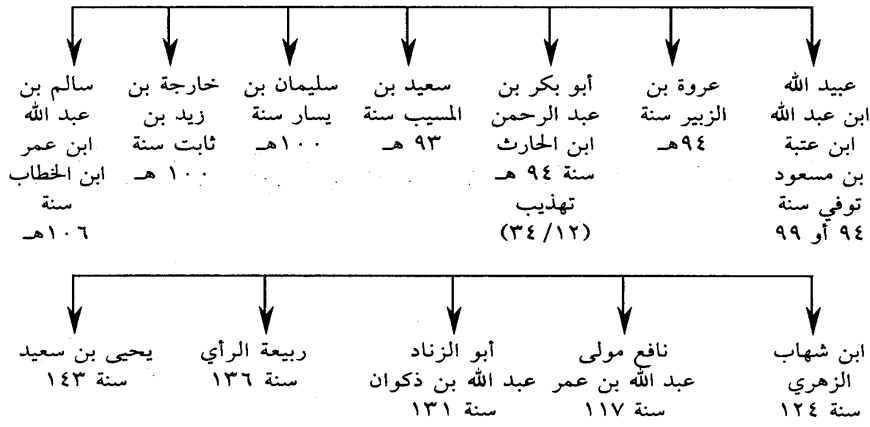 عبيد الله
ابن عبد الله
ابن عتبة
بن مسعود
توفي سنة
٩٤ أو ٩٩
عروة بن
الزبير سنة
٩٤هـ
أبو بكر بن
عبد الرحمن
ابن الحارث
سنة ٩٤ هـ
تهذيب
(٣٤/١٢)
سعيد بن
المسيب سنة
٩٣ هـ
سليمان بن
يسار سنة
١٠٠هـ
خارجة بن
زيد بن
ثابت سنة
١٠٠ هـ
سالم بن
عبد الله
ابن عمر
ابن الخطاب
سنة
١٠٦هـ
ابن شهاب
الزهري
سنة ١٢٤
نافع مولى
عبد الله بن عمر
سنة ١١٧
أبو الزناد
عبد الله بن ذكوان
سنة ١٣١
ربيعة الرأي
سنة ١٣٦
يحيى بن سعيد
سنة ١٤٣